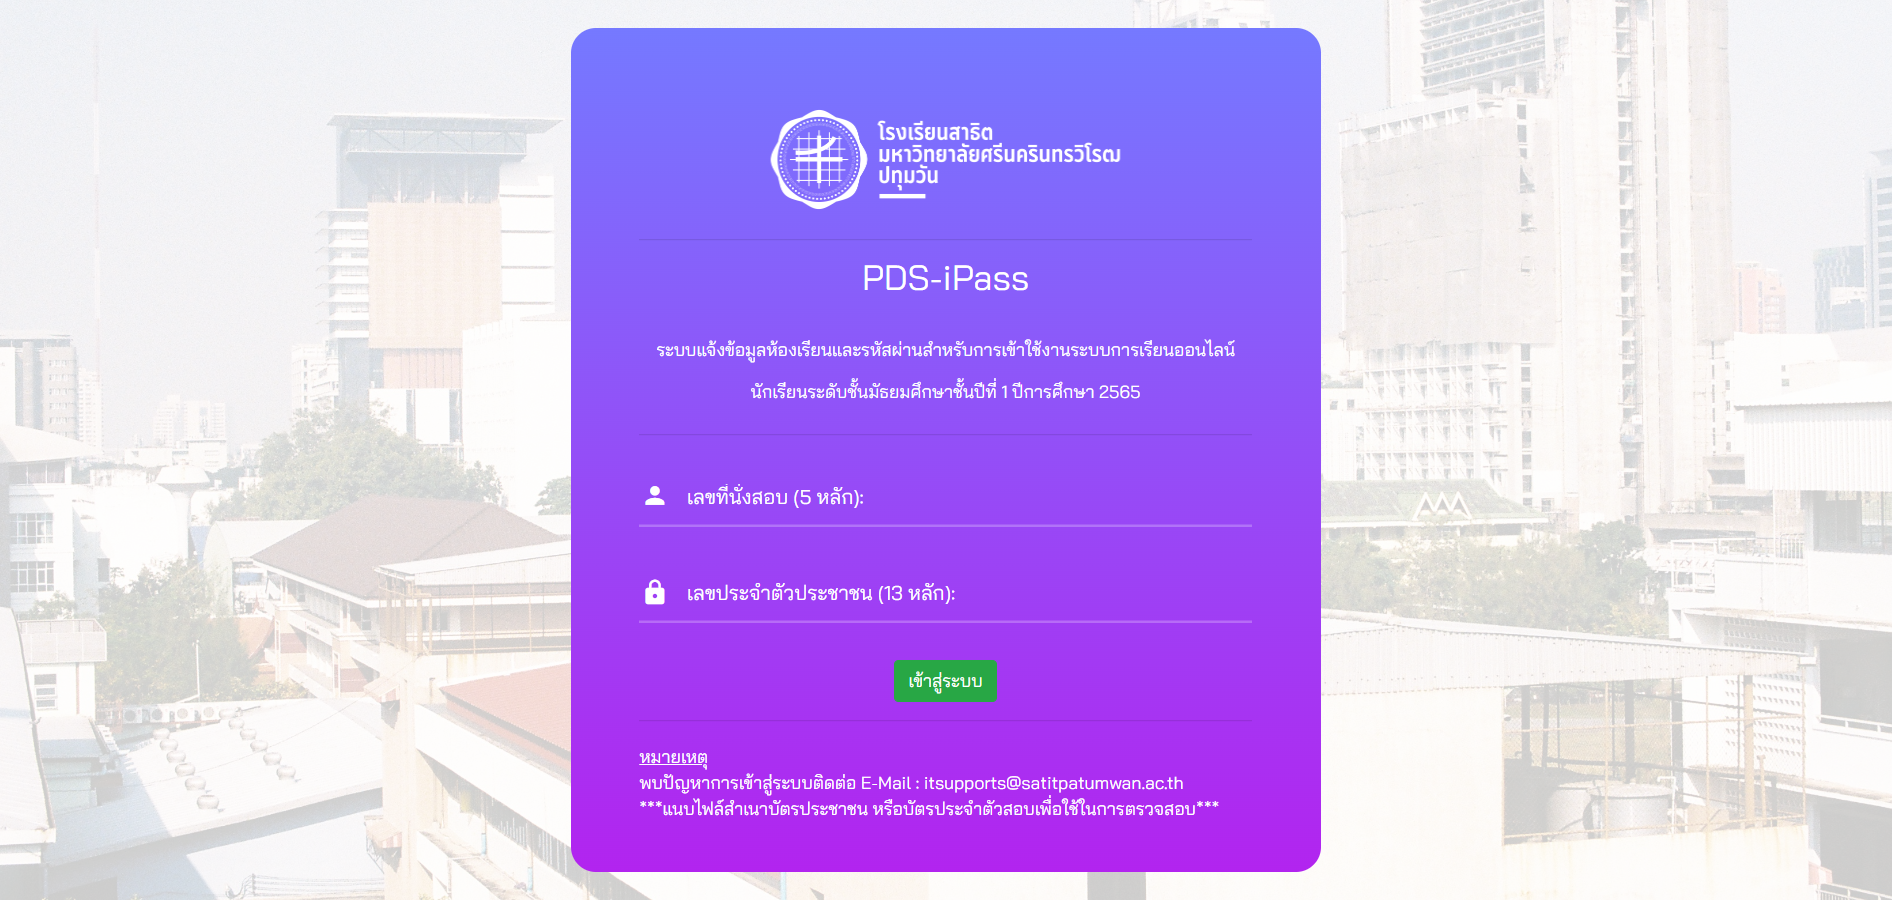 โรงเรียนสาธิต
มหาวิทยาลัยศรีนครินทรวิโรฒ
ปทุมวัน
PDS-iPass
ระบบแจ้งข้อมูลห้องเรียนและรหัสผ่านสำหรับการเข้าใช้งานระบบการเรียนออนไลน์
นักเรียนระดับชั้นมัธยมศึกษาชั้นปีที่ 1 ปีการศึกษา 2565
เลขที่นั่งสอบ (5 หลัก):
เลขประจำตัวประชาชน (13 หลัก):
เข้าสู่ระบบ
หมายเหตุ
พบปัญหาการเข้าสู่ระบบติดต่อ E-Mail : itsupports@satitpatumwan.ac.th
***แนบไฟล์สำเนาบัตรประชาชน หรือบัตรประจำตัวสอบเพื่อใช้ในการตรวจสอบ***